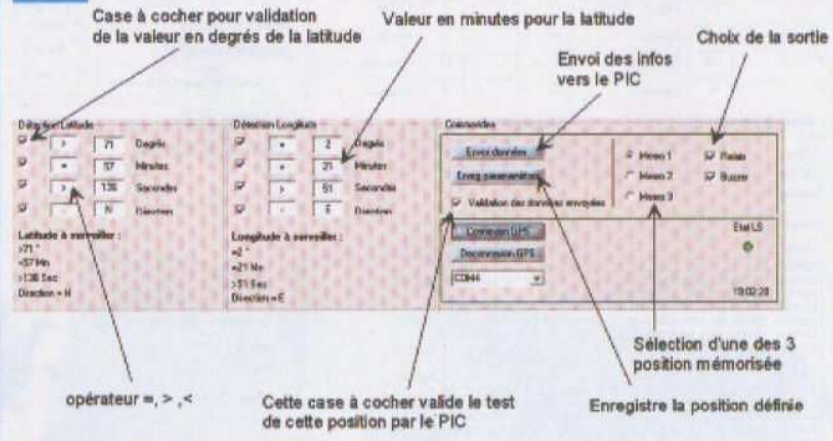 Case à cocher pour validation
de la valeur en degrés de la latitude
Valeur en minutes pour la latitude
Choix de la sortie
Envoi des infos
vers le PIC
Détection Latitude
> 71 Degrés
= 57 Minutes
> 136 Secondes
N Direction
Latitude à surveiller :
>71 °
=57 Mn
Sec
Direction = N
Détection Longitude
= 2 Degrés
= 21 Minutes
> 51 Secondes
E Direction
Longitude à surveiller :
=2 °
=21 Mn
>51 Sec
Direction = E
Commandes
Envoi données
Enreg paramètres
Validation des données envoyées
Memo 1
Memo 2
Memo 3
Relais
Buzzer
Connexion GPS
Deconnexion GPS
COM4
Etat LS
19:02:28
opérateur =, > ,<
Cette case à cocher valide le test
de cette position par le PIC
Sélection d'une des 3
position mémorisée
Enregistre la position définie